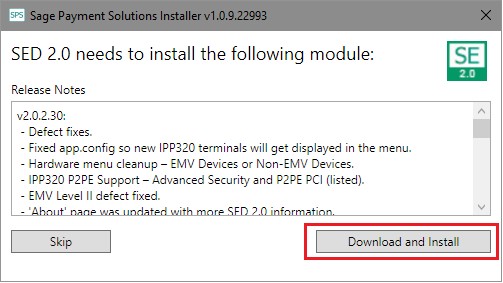 SPS Sage Payment Solutions Installer v1.0.9.22993
SED 2.0 needs to install the following module:
SE
2.0
Release Notes
v2.0.2.30:
- Defect fixes.
- Fixed app.config so new IPP320 terminals will get displayed in the menu.
- Hardware menu cleanup – EMV Devices or Non-EMV Devices.
- IPP320 P2PE Support – Advanced Security and P2PE PCI (listed).
- EMV Level II defect fixed.
- 'About' page was updated with more SED 2.0 information.
Skip
Download and Install